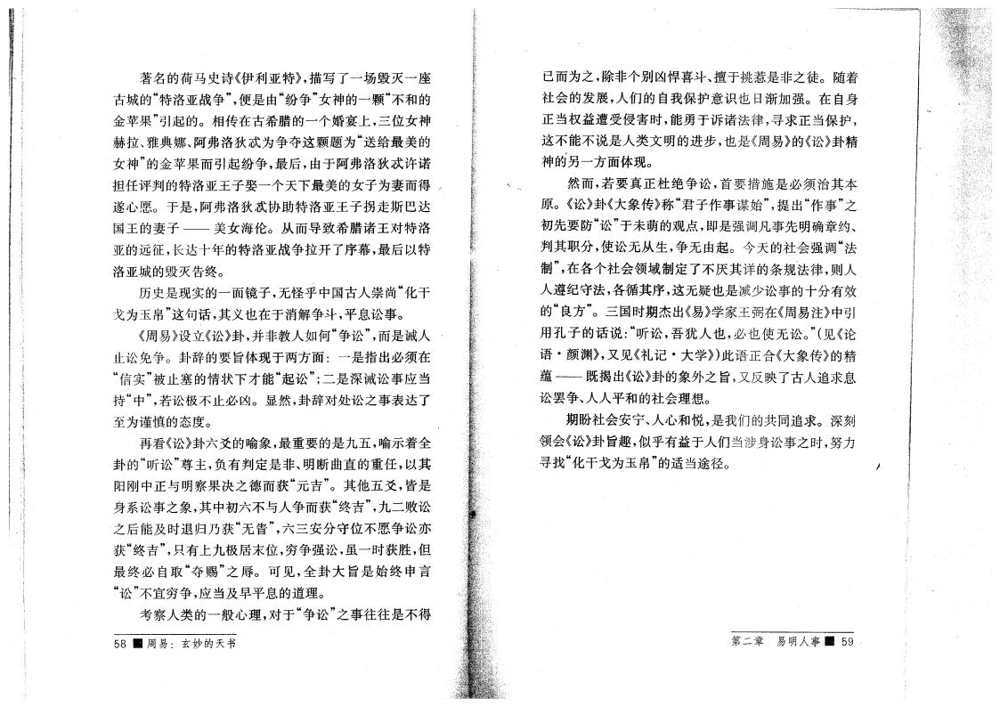 著名的荷马史诗《伊利亚特》,描写了一场毁灭一座
古城的“特洛亚战争”,便是由“纷争”女神的一颗“不和的
金苹果”引起的。相传在古希腊的一个婚宴上,三位女神
赫拉、雅典娜、阿弗洛狄忒为争夺这颗题为“送给最美的
女神”的金苹果而引起纷争,最后,由于阿弗洛狄忒许诺
担任评判的特洛亚王子娶一个天下最美的女子为妻而得
遂心愿。于是,阿弗洛狄忒协助特洛亚王子拐走斯巴达
国王的妻子——美女海伦。从而导致希腊诸王对特洛
亚的远征,长达十年的特洛亚战争拉开了序幕,最后以特
洛亚城的毁灭告终。
历史是现实的一面镜子,无怪乎中国古人崇尚“化干
戈为玉帛”这句话,其义也在于消解争斗,平息讼事。
《周易》设立《讼》卦,并非教人如何“争讼”,而是诫人
止讼免争。卦辞的要旨体现于两方面:一是指出必须在
“信实”被止塞的情状下才能“起讼”;二是深诫讼事应当
持“中”,若讼极不止必凶。显然,卦辞对处讼之事表达了
至为谨慎的态度。
再看《讼》卦六爻的喻象,最重要的是九五,喻示着全
卦的“听讼”尊主,负有判定是非、明断曲直的重任,以其
阳刚中正与明察果决之德而获“元吉”。其他五爻,皆是
身系讼事之象,其中初六不与人争而获“终吉”,九二败讼
之后能及时退归乃获“无眚”,六三安分守位不愿争讼亦
获“终吉”,只有上九极居末位,穷争强讼,虽一时获胜,但
最终必自取“夺赐”之辱。可见,全卦大旨是始终申言
“讼”不宜穷争,应当及早平息的道理。
考察人类的一般心理,对于“争讼”之事往往是不得
58 ■ 周易:玄妙的天书
已而为之,除非个别凶悍喜斗、擅于挑惹是非之徒。随着
社会的发展,人们的自我保护意识也日渐加强。在自身
正当权益遭受侵害时,能勇于诉诸法律,寻求正当保护,
这不能不说是人类文明的进步,也是《周易》的《讼》卦精
神的另一方面体现。
然而,若要真正杜绝争讼,首要措施是必须治其本
原。《讼》卦《大象传》称“君子作事谋始”,提出“作事”之
初先要防“讼”于未萌的观点,即是强调凡事先明确章约、
判其职分,使讼无从生,争无由起。今天的社会强调“法
制”,在各个社会领域制定了不厌其详的条规法律,则人
人遵纪守法,各循其序,这无疑也是减少讼事的十分有效
的“良方”。三国时期杰出《易》学家王弼在《周易注》中引
用孔子的话说:“听讼,吾犹人也,必也使无讼。”(见《论
语·颜渊》,又见《礼记·大学》)此语正合《大象传》的精
蕴——既揭出《讼》卦的象外之旨,又反映了古人追求息
讼罢争、人人平和的社会理想。
期盼社会安宁、人心和悦,是我们的共同追求。深刻
领会《讼》卦旨趣,似乎有益于人们当涉身讼事之时,努力
寻找“化干戈为玉帛”的适当途径。
第二章 易明人事 ■ 59